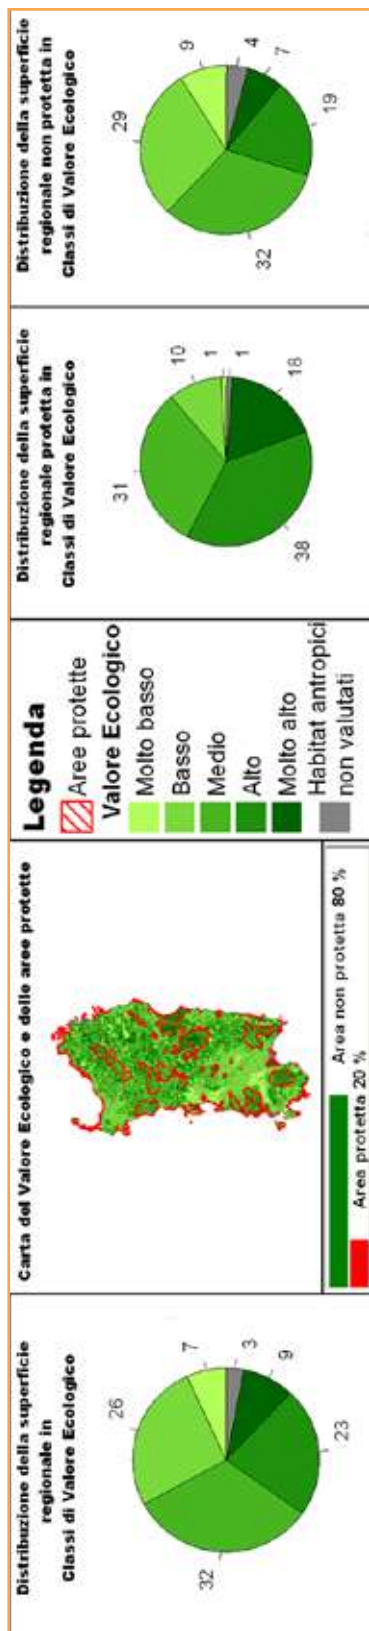 Distribuzione della superficie
regionale in
Classi di Valore Ecologico
26
7
3
9
23
32
Carta del Valore Ecologico e delle aree protette
Area non protetta 80 %
Area protetta 20 %
Legenda
Aree protette
Valore Ecologico
Molto basso
Basso
Medio
Alto
Molto alto
Habitat antropici
non valutati
Distribuzione della superficie
regionale protetta in
Classi di Valore Ecologico
31
10
1
1
18
38
Distribuzione della superficie
regionale non protetta in
Classi di Valore Ecologico
29
9
4
7
19
32